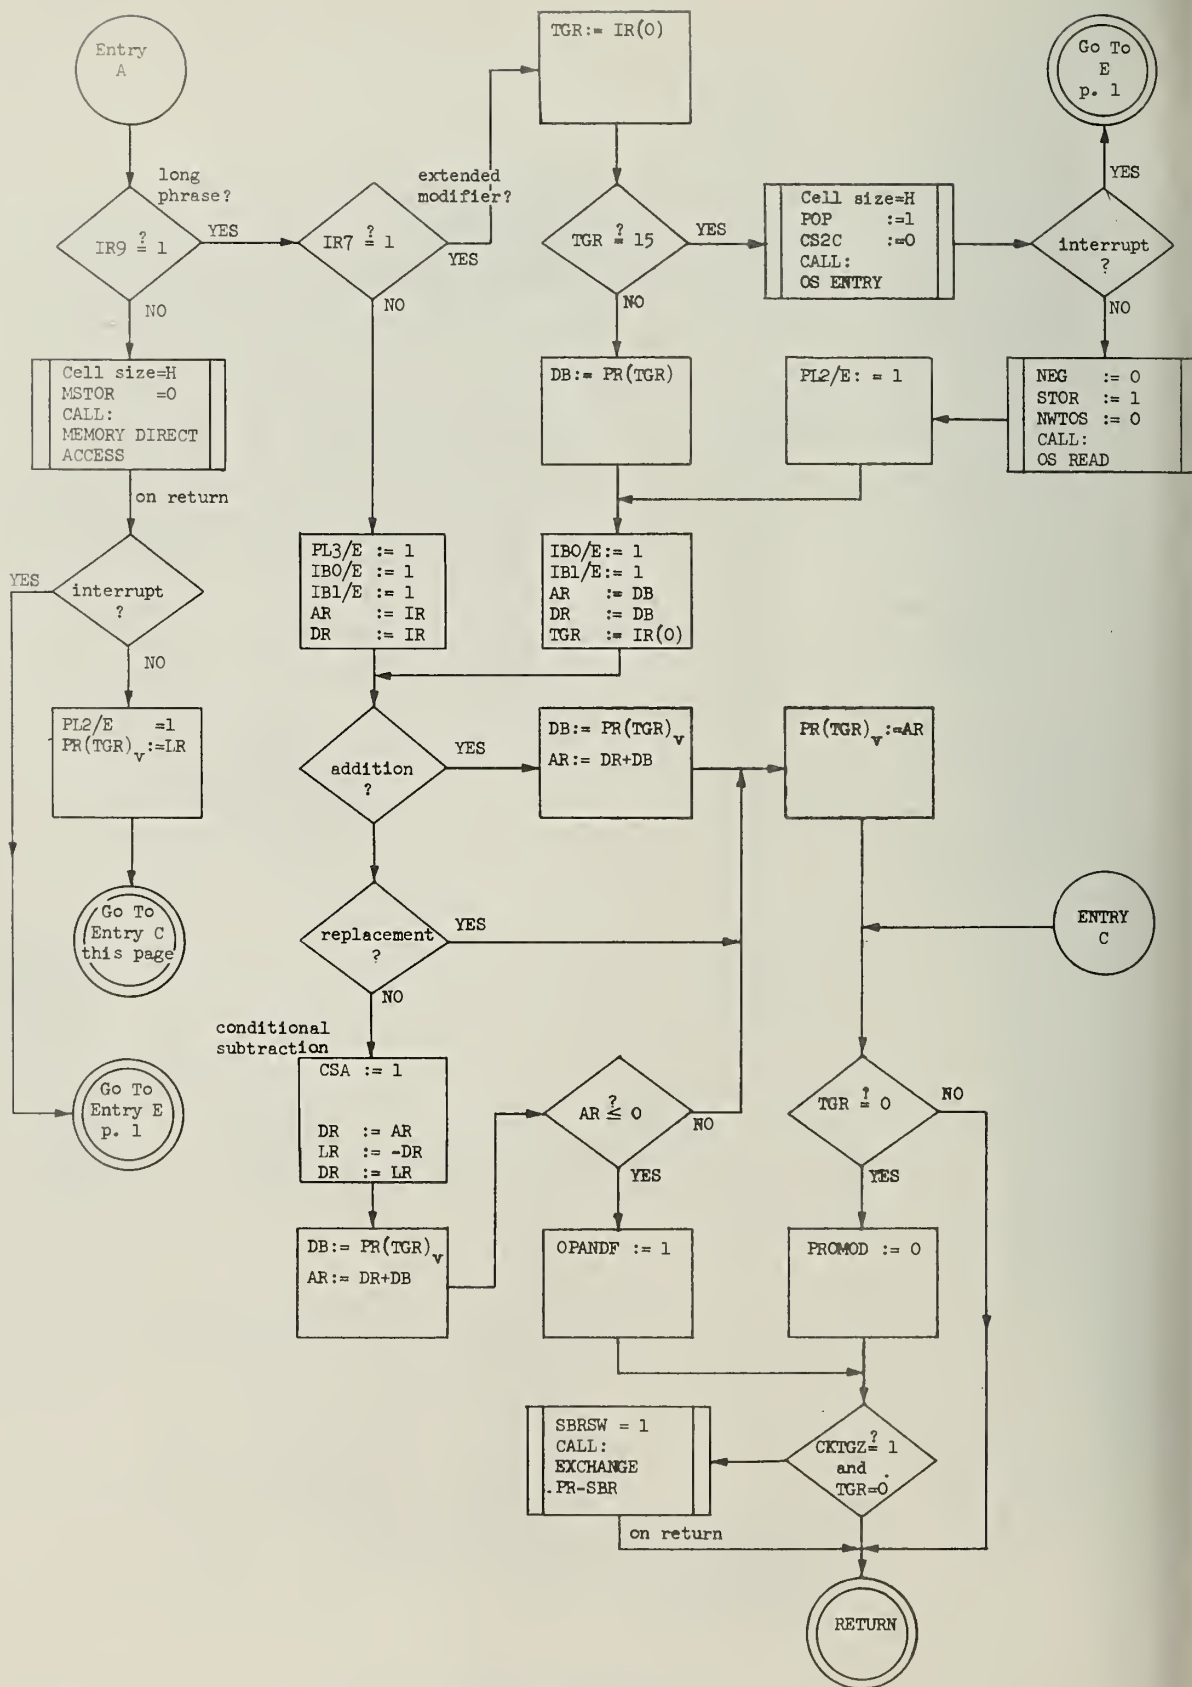 Entry
A
long
phrase?
IR9 ≟ 1
YES
NO
Cell size=H
MSTOR =0
CALL:
MEMORY DIRECT
ACCESS
on return
interrupt
?
YES
NO
PL2/E =1
PR(TGR)v:=LR
Go To
Entry C
this page
Go To
Entry E
p. 1
extended
modifier?
IR7 ≟ 1
YES
NO
PL3/E := 1
IB0/E := 1
IB1/E := 1
AR := IR
DR := IR
TGR:= IR(0)
TGR ≟ 15
YES
NO
DB:= PR(TGR)
Cell size=H
POP :=1
CS2C :=0
CALL:
OS ENTRY
interrupt
?
YES
NO
Go To
E
p. 1
NEG := 0
STOR := 1
NWTOS := 0
CALL:
OS READ
PL2/E: = 1
IB0/E:= 1
IB1/E:= 1
AR := DB
DR := DB
TGR := IR(0)
addition
?
YES
DB:= PR(TGR)v
AR:= DR+DB
PR(TGR)v:=AR
replacement
?
YES
NO
ENTRY
C
conditional
subtraction
CSA := 1
DR := AR
LR := -DR
DR := LR
DB:= PR(TGR)v
AR:= DR+DB
?
AR ≤ 0
NO
YES
OPANDF := 1
TGR ≟ 0
NO
YES
PROMOD := 0
CKTGZ≟ 1
and
TGR=0
SBRSW = 1
CALL:
EXCHANGE
.PR-SBR
on return
RETURN